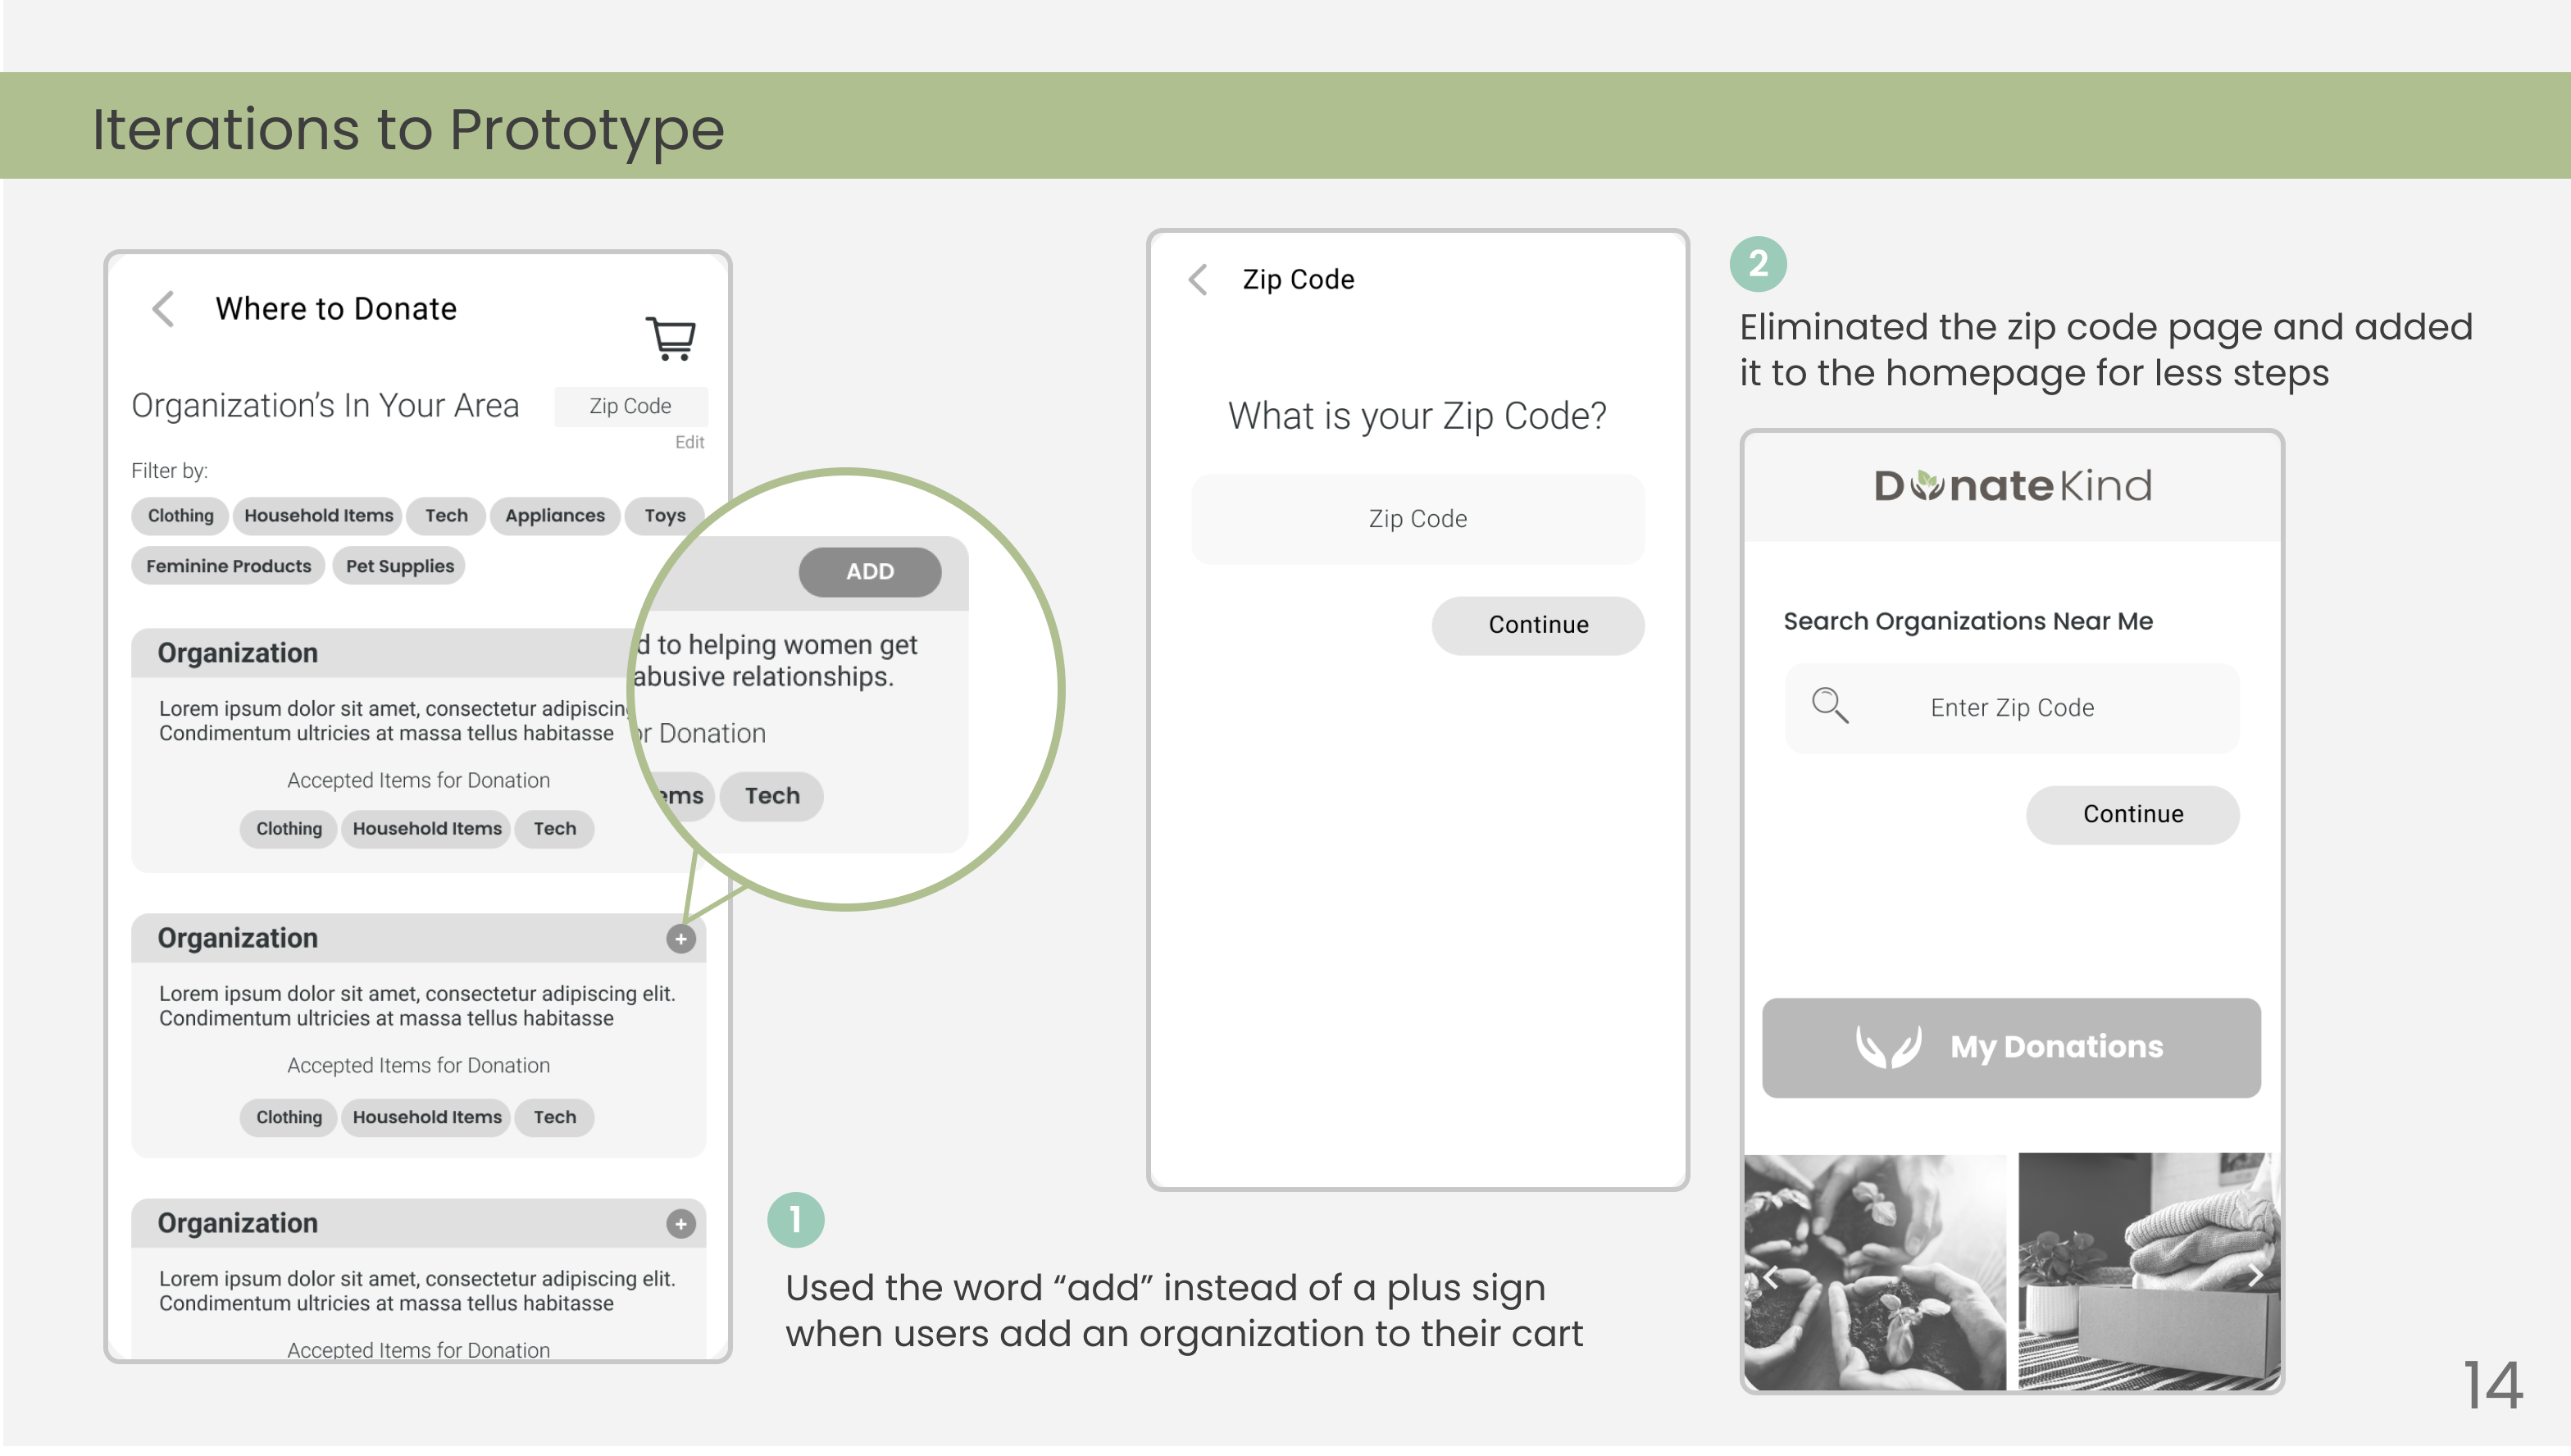 Iterations to Prototype
Where to Donate
Organization’s In Your Area
Zip Code
Edit
Filter by:
Clothing
Household Items
Tech
Appliances
Toys
Feminine Products
Pet Supplies
Organization
Lorem ipsum dolor sit amet, consectetur adipiscing
Condimentum ultricies at massa tellus habitasse
Accepted Items for Donation
Clothing
Household Items
Tech
ADD
d to helping women get
abusive relationships.
or Donation
ems
Tech
Organization
+
Lorem ipsum dolor sit amet, consectetur adipiscing elit.
Condimentum ultricies at massa tellus habitasse
Accepted Items for Donation
Clothing
Household Items
Tech
Organization
+
Lorem ipsum dolor sit amet, consectetur adipiscing elit.
Condimentum ultricies at massa tellus habitasse
Accepted Items for Donation
1
Used the word “add” instead of a plus sign
when users add an organization to their cart
Zip Code
What is your Zip Code?
Zip Code
Continue
2
Eliminated the zip code page and added
it to the homepage for less steps
DonateKind
Search Organizations Near Me
Enter Zip Code
Continue
My Donations
14